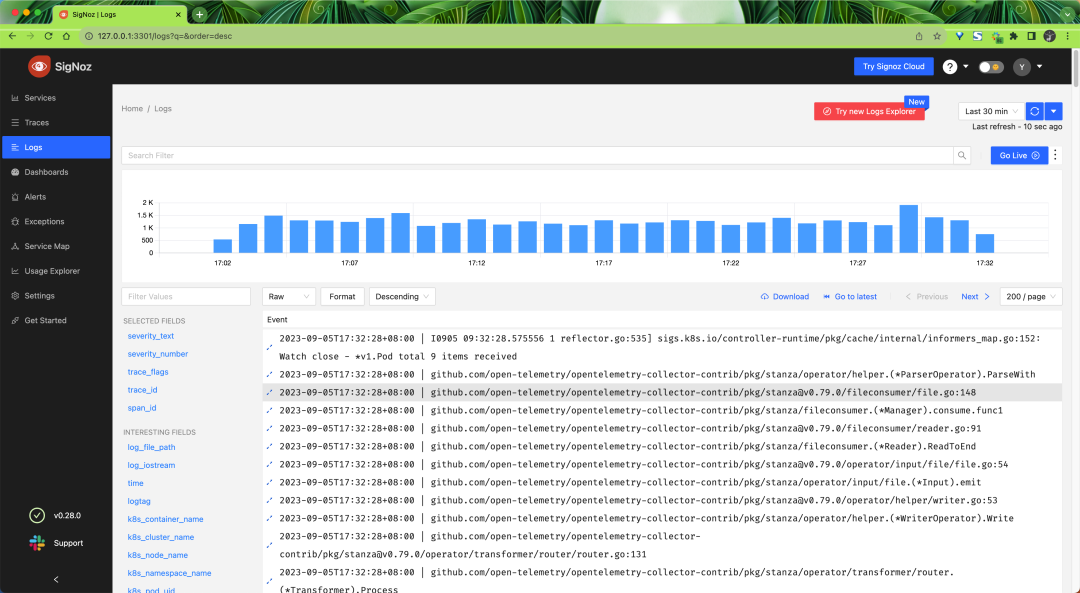 SigNoz | Logs
127.0.0.1:3301/logs?q=&order=desc
SigNoz
Try Signoz Cloud
?
Y
Services
Traces
Logs
Dashboards
Alerts
Exceptions
Service Map
Usage Explorer
Settings
Get Started
v0.28.0
Support
Home / Logs
New
Try new Logs Explorer
Last 30 min
Last refresh - 10 sec ago
Search Filter
Go Live
2 K
1.5 K
1 K
500
0
17:02 17:07 17:12 17:17 17:22 17:27 17:32
Filter Values
Raw
Format
Descending
Download
Go to latest
Previous
Next
200 / page
SELECTED FIELDS
severity_text
severity_number
trace_flags
trace_id
span_id
INTERESTING FIELDS
log_file_path
log_iostream
time
logtag
k8s_container_name
k8s_cluster_name
k8s_node_name
k8s_namespace_name
k8s_pod_uid
Event
2023-09-05T17:32:28+08:00 | I0905 09:32:28.575556 1 reflector.go:535] sigs.k8s.io/controller-runtime/pkg/cache/internal/informers_map.go:152:
Watch close - *v1.Pod total 9 items received
2023-09-05T17:32:28+08:00 | github.com/open-telemetry/opentelemetry-collector-contrib/pkg/stanza/operator/helper.(*ParserOperator).ParseWith
2023-09-05T17:32:28+08:00 | github.com/open-telemetry/opentelemetry-collector-contrib/pkg/stanza@v0.79.0/fileconsumer/file.go:148
2023-09-05T17:32:28+08:00 | github.com/open-telemetry/opentelemetry-collector-contrib/pkg/stanza/fileconsumer.(*Manager).consume.func1
2023-09-05T17:32:28+08:00 | github.com/open-telemetry/opentelemetry-collector-contrib/pkg/stanza@v0.79.0/fileconsumer/reader.go:91
2023-09-05T17:32:28+08:00 | github.com/open-telemetry/opentelemetry-collector-contrib/pkg/stanza/fileconsumer.(*Reader).ReadToEnd
2023-09-05T17:32:28+08:00 | github.com/open-telemetry/opentelemetry-collector-contrib/pkg/stanza@v0.79.0/operator/input/file/file.go:54
2023-09-05T17:32:28+08:00 | github.com/open-telemetry/opentelemetry-collector-contrib/pkg/stanza/operator/input/file.(*Input).emit
2023-09-05T17:32:28+08:00 | github.com/open-telemetry/opentelemetry-collector-contrib/pkg/stanza@v0.79.0/operator/helper/writer.go:53
2023-09-05T17:32:28+08:00 | github.com/open-telemetry/opentelemetry-collector-contrib/pkg/stanza/operator/helper.(*WriterOperator).Write
2023-09-05T17:32:28+08:00 | github.com/open-telemetry/opentelemetry-collector-
contrib/pkg/stanza@v0.79.0/operator/transformer/router/router.go:131
2023-09-05T17:32:28+08:00 | github.com/open-telemetry/opentelemetry-collector-contrib/pkg/stanza/operator/transformer/router.
(*Transformer).Process